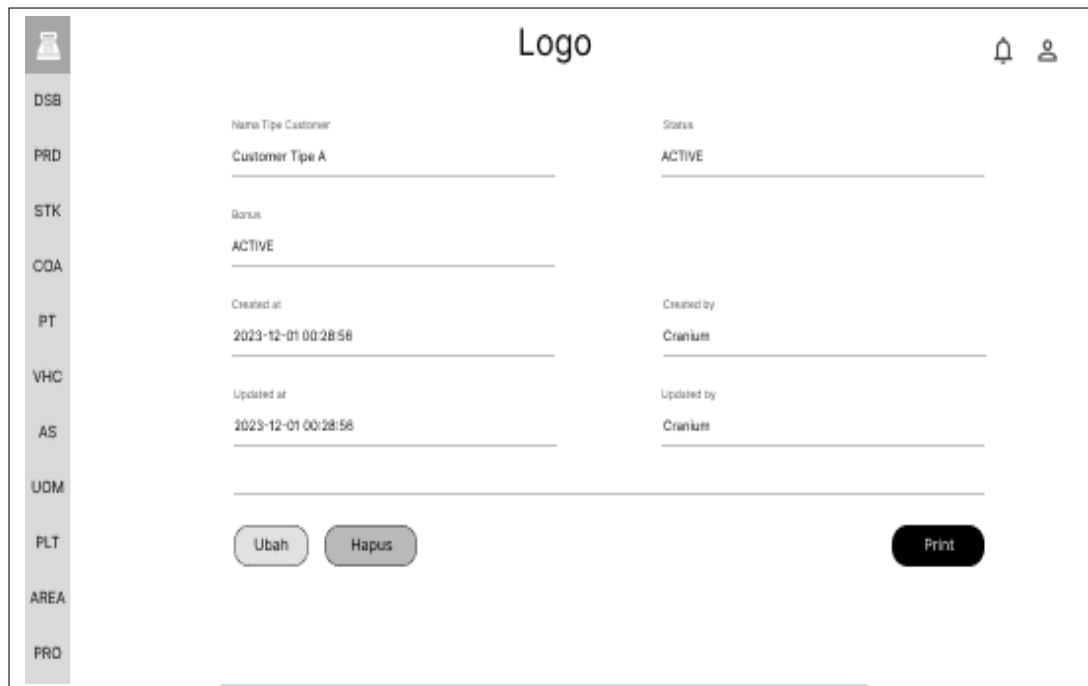 Logo
DSB
PRD
STK
COA
PT
VHC
AS
UOM
PLT
AREA
PRO
Nama Tipe Customer
Customer Tipe A
Status
ACTIVE
Bonus
ACTIVE
Created at
2023-12-01 00:28:56
Created by
Cranium
Updated at
2023-12-01 00:28:56
Updated by
Cranium
Ubah
Hapus
Print